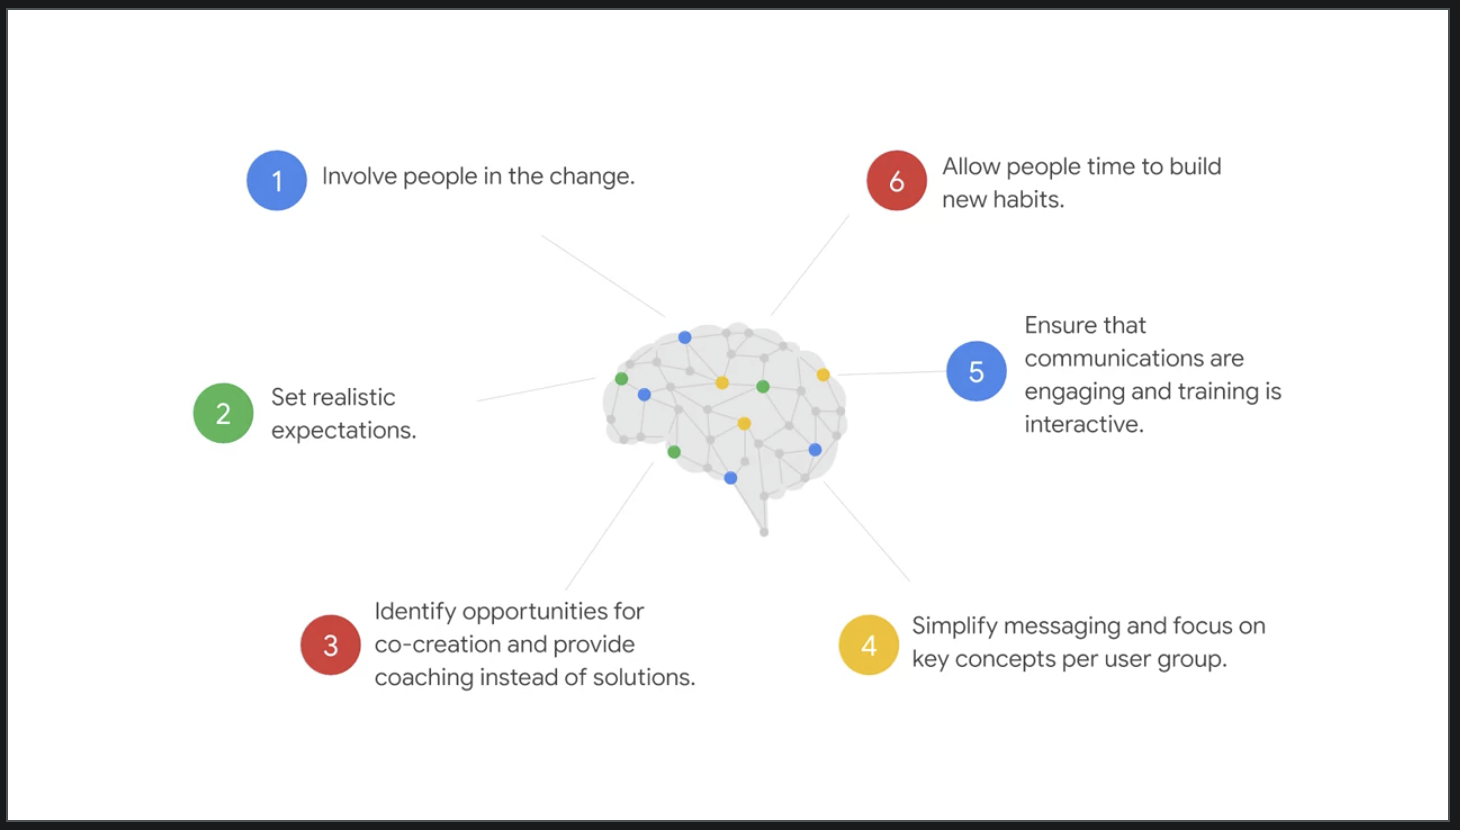 1
Involve people in the change.
2
Set realistic
expectations.
3
Identify opportunities for
co-creation and provide
coaching instead of solutions.
4
Simplify messaging and focus on
key concepts per user group.
5
Ensure that
communications are
engaging and training is
interactive.
6
Allow people time to build
new habits.